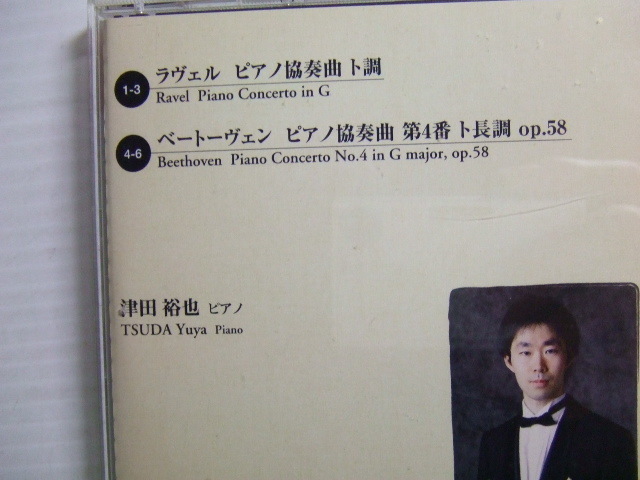 1-3 ラヴェル ピアノ協奏曲 ト調
Ravel Piano Concerto in G
4-6 ベートーヴェン ピアノ協奏曲 第4番 ト長調 op.58
Beethoven Piano Concerto No.4 in G major, op.58
津田 裕也 ピアノ
TSUDA Yuya Piano